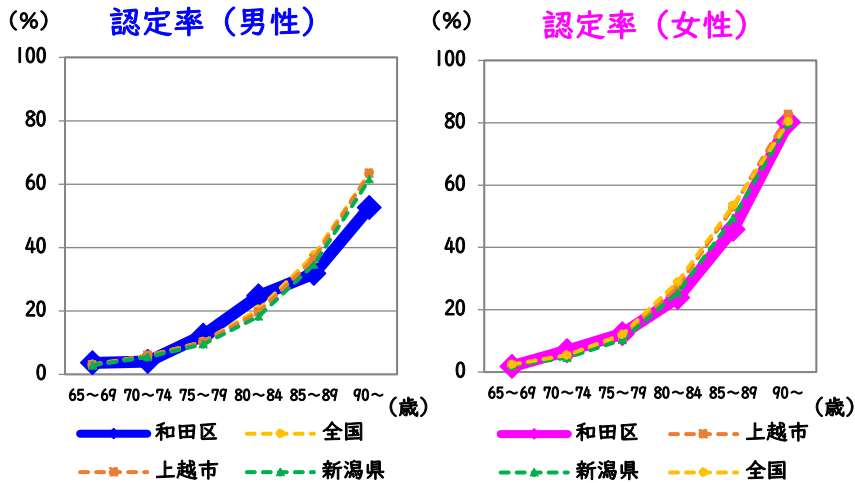 (%)
認定率（男性）
100
80
60
40
20
0
65～69 70～74 75～79 80～84 85～89 90～
(歳)
和田区 全国
上越市 新潟県
(%)
認定率（女性）
100
80
60
40
20
0
65～69 70～74 75～79 80～84 85～89 90～
(歳)
和田区 上越市
新潟県 全国